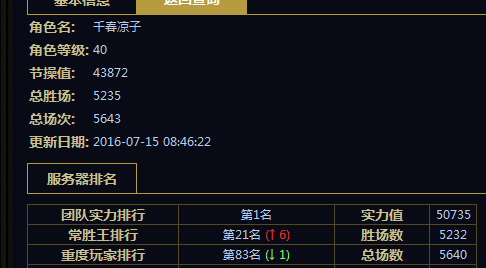 基本信息 返回查询
角色名: 千春凉子
角色等级: 40
节操值: 43872
总胜场: 5235
总场次: 5643
更新日期: 2016-07-15 08:46:22
服务器排名
团队实力排行 第1名 实力值 50735
常胜王排行 第21名 (↑ 6) 胜场数 5232
重度玩家排行 第83名 (↓ 1) 总场数 5640